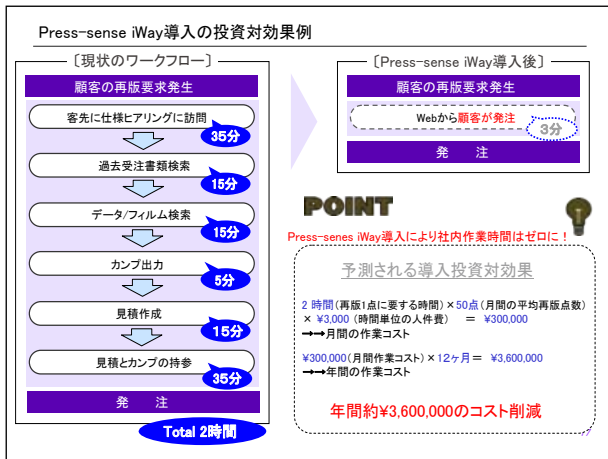 Press-sense iWay導入の投資対効果例
〔現状のワークフロー〕
顧客の再版要求発生
客先に仕様ヒアリングに訪問
35分
過去受注書類検索
15分
データ/フィルム検索
15分
カンプ出力
5分
見積作成
15分
見積とカンプの持参
35分
発 注
Total 2時間
〔Press-sense iWay導入後〕
顧客の再版要求発生
Webから顧客が発注
3分
発 注
POINT
Press-senes iWay導入により社内作業時間はゼロに！
予測される導入投資対効果
2 時間(再版1点に要する時間)×50点(月間の平均再版点数)
× ¥3,000 (時間単位の人件費) ＝ ¥300,000
→→月間の作業コスト
¥300,000(月間作業コスト)×12ヶ月＝ ¥3,600,000
→→年間の作業コスト
年間約¥3,600,000のコスト削減